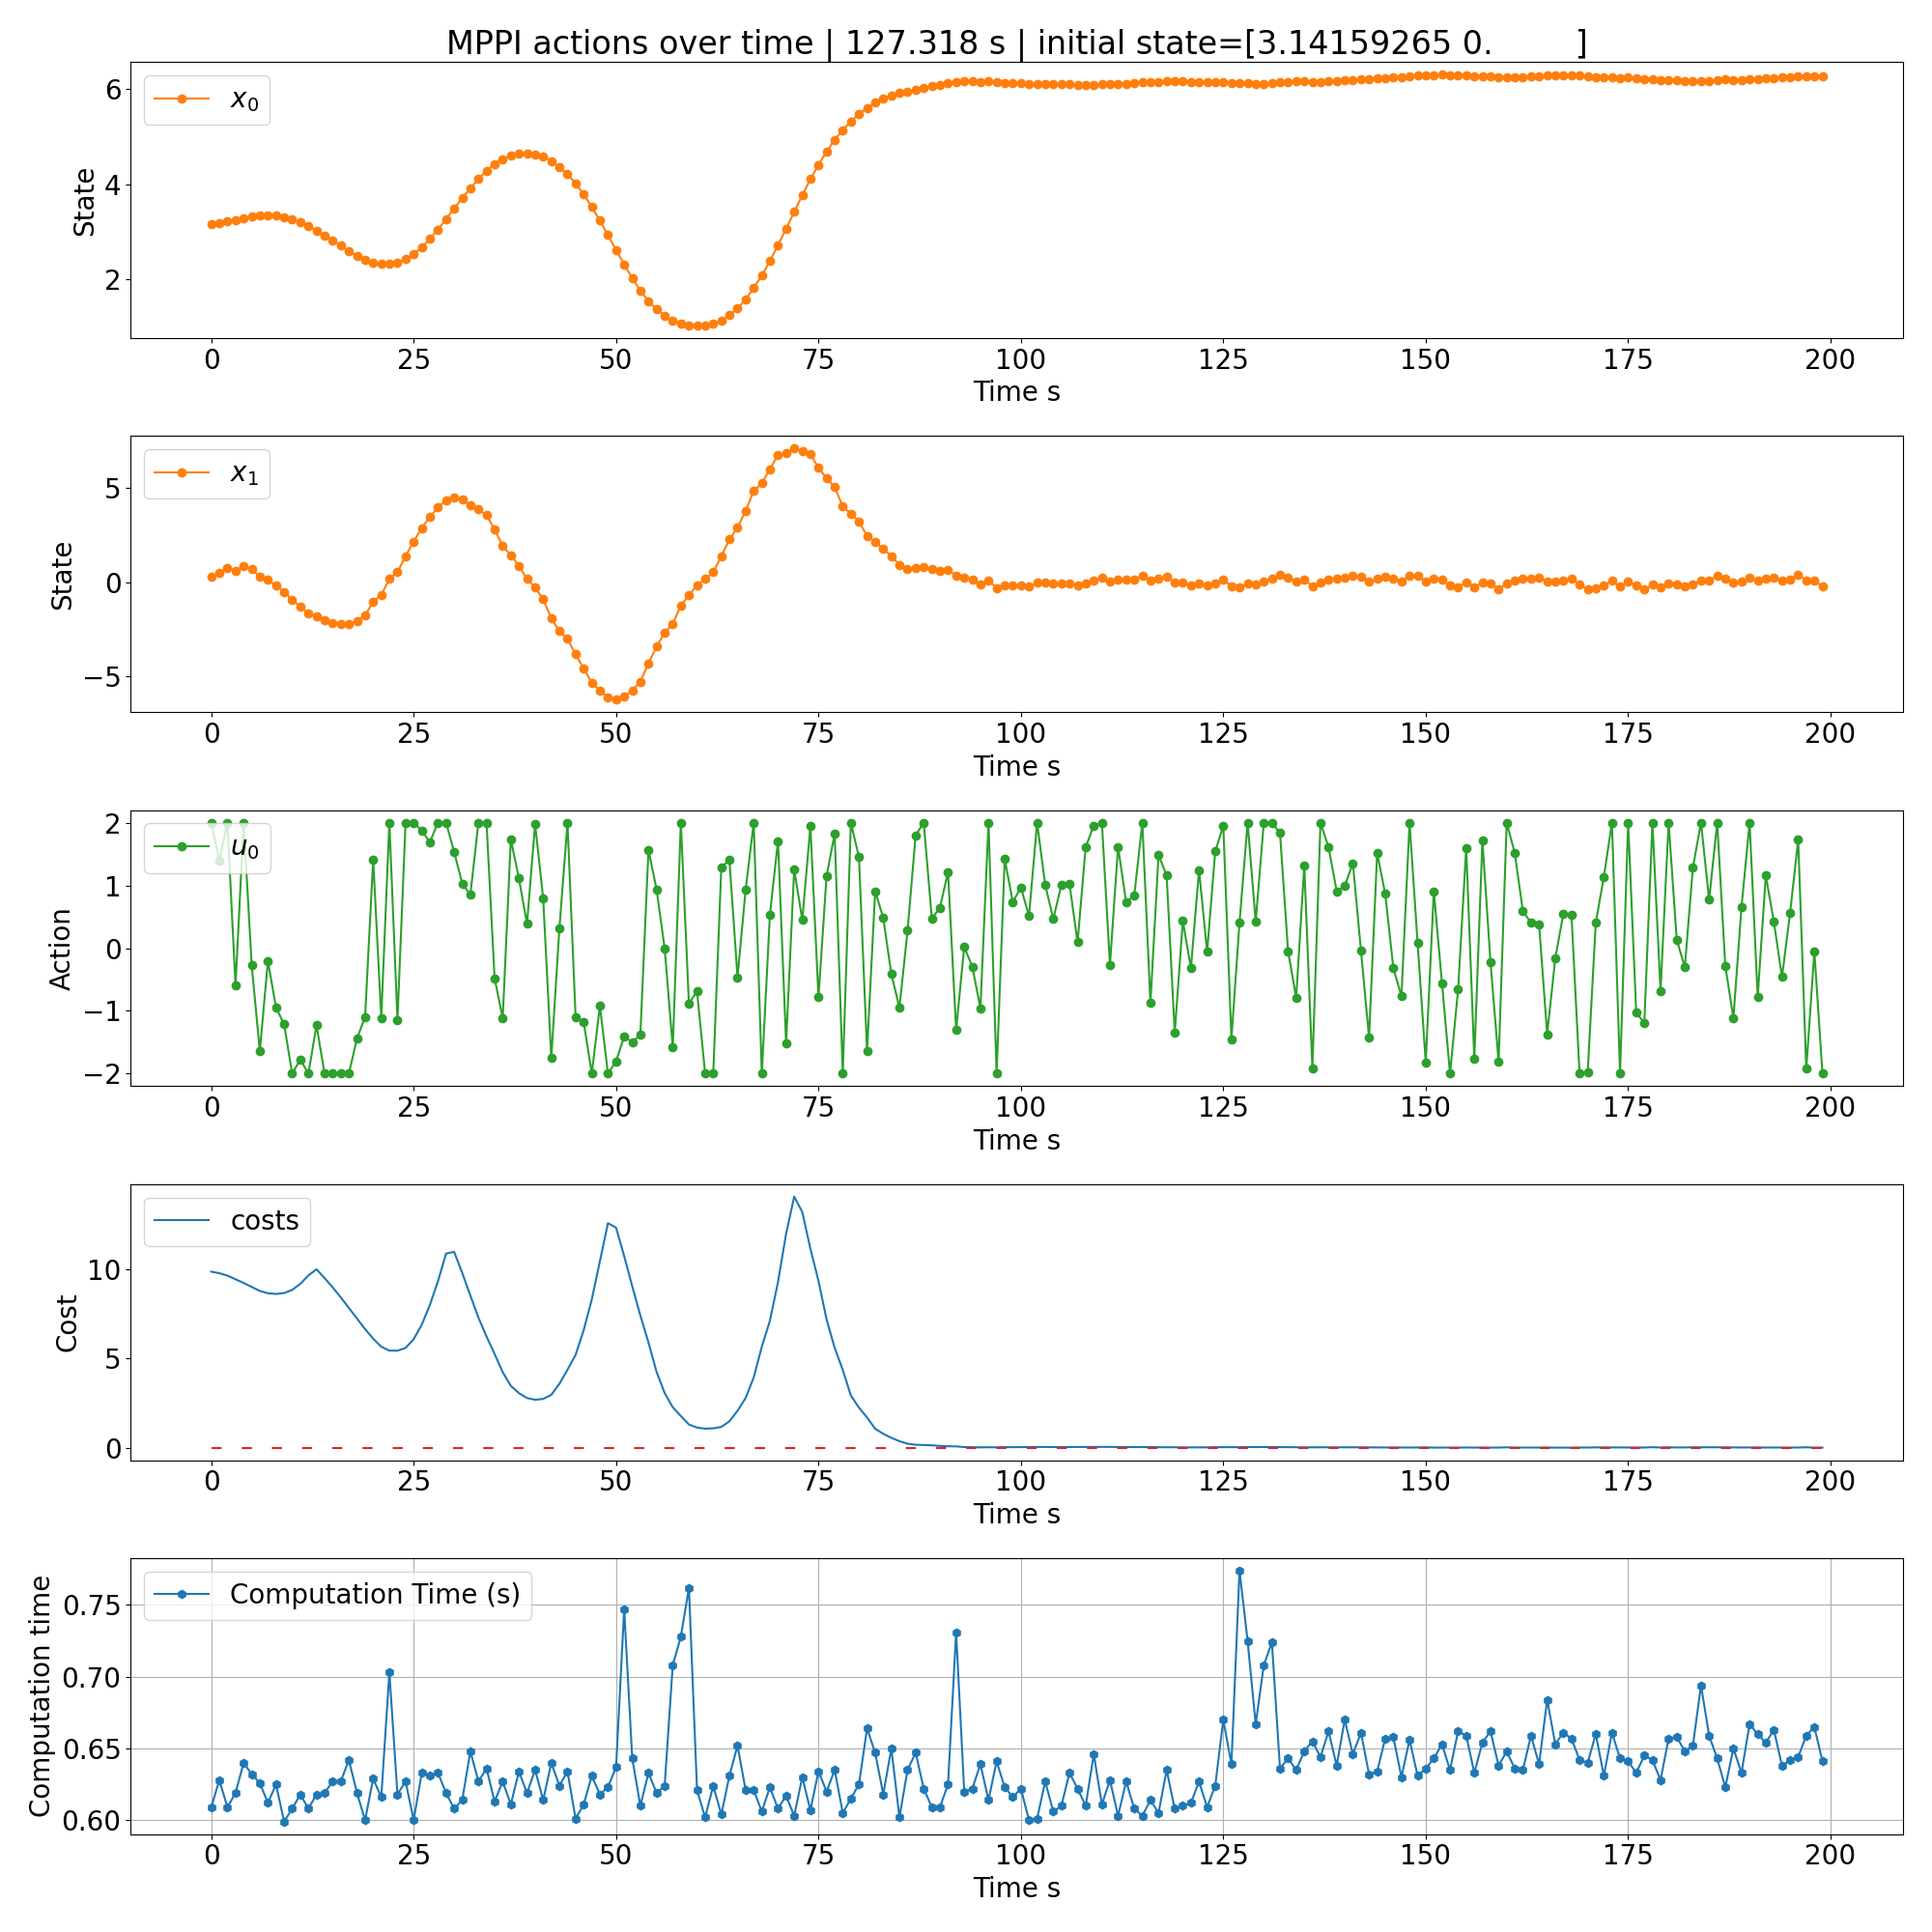 MPPI actions over time | 127.318 s | initial state=[3.14159265 0.         ]
x₀
State
6
4
2
0 25 50 75 100 125 150 175 200
Time s
x₁
State
5
0
−5
0 25 50 75 100 125 150 175 200
Time s
u₀
Action
2
1
0
−1
−2
0 25 50 75 100 125 150 175 200
Time s
costs
Cost
10
5
0
0 25 50 75 100 125 150 175 200
Time s
Computation Time (s)
Computation time
0.75
0.70
0.65
0.60
0 25 50 75 100 125 150 175 200
Time s